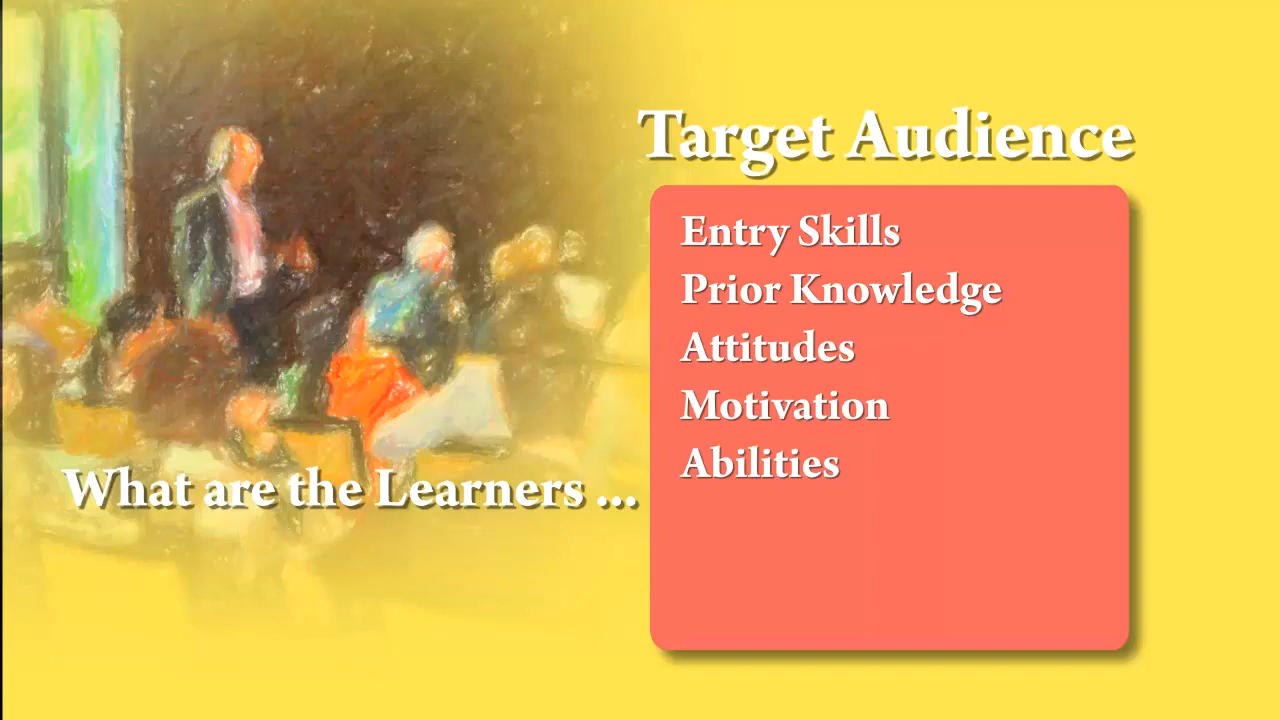 Target Audience
Entry Skills
Prior Knowledge
Attitudes
Motivation
Abilities
What are the Learners ...